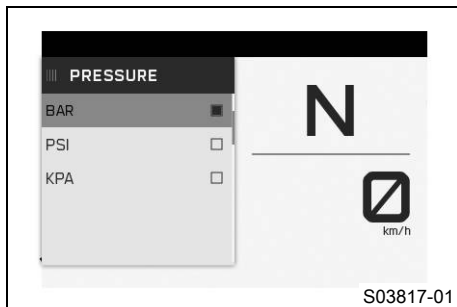 PRESSURE
BAR
PSI
KPA
N
0
km/h
S03817-01